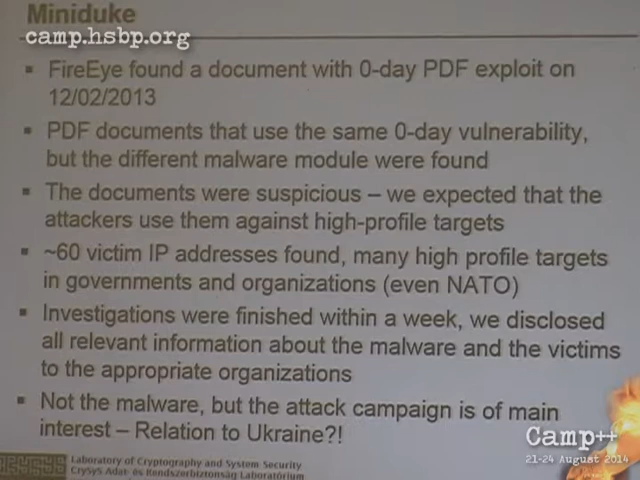 Miniduke
camp.hsbp.org
FireEye found a document with 0-day PDF exploit on
12/02/2013
PDF documents that use the same 0-day vulnerability,
but the different malware module were found
The documents were suspicious – we expected that the
attackers use them against high-profile targets
~60 victim IP addresses found, many high profile targets
in governments and organizations (even NATO)
Investigations were finished within a week, we disclosed
all relevant information about the malware and the victims
to the appropriate organizations
Not the malware, but the attack campaign is of main
interest – Relation to Ukraine?!
Camp++
21-24 August 2014
Laboratory of Cryptography and System Security
CrySyS Adat- és Rendszerbiztonság Laboratórium